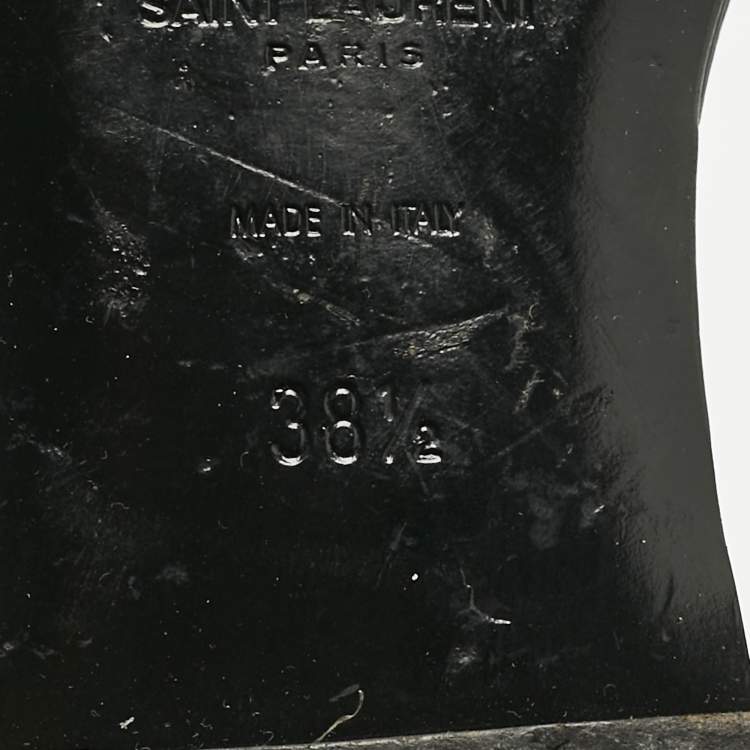 SAINT LAURENT
PARIS
MADE IN ITALY
38½